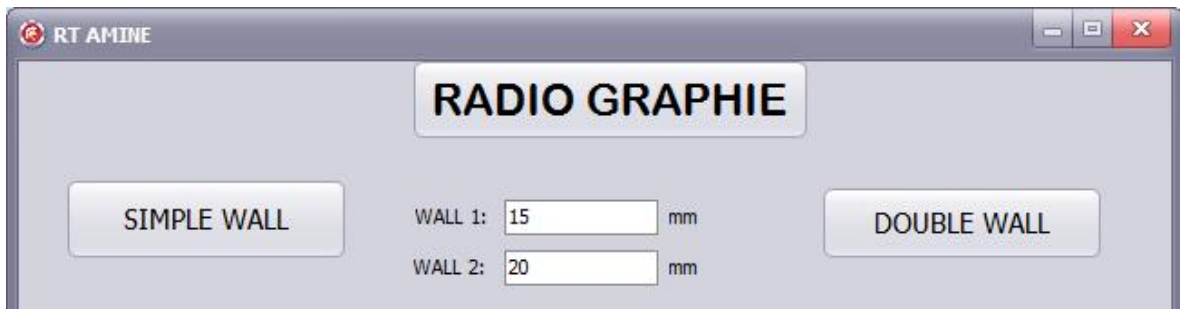 RT AMINE
RADIO GRAPHIE
SIMPLE WALL
WALL 1: 15 mm
WALL 2: 20 mm
DOUBLE WALL